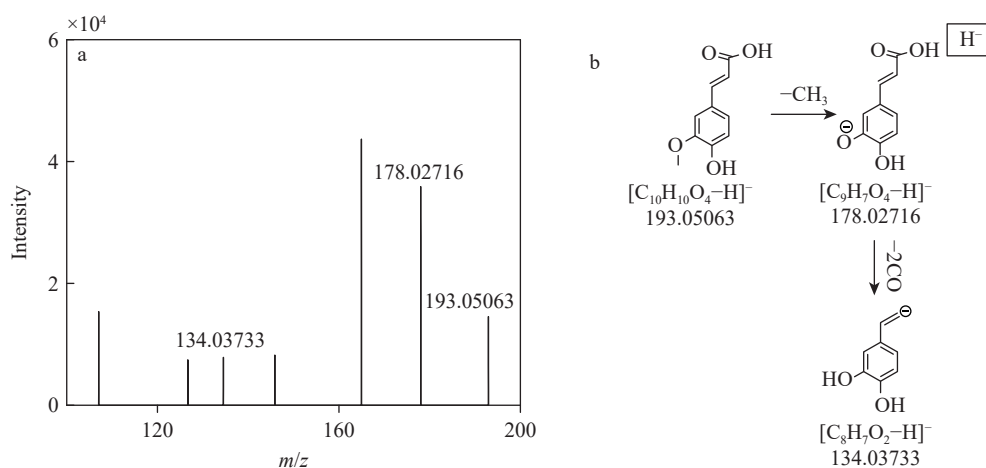 ×10⁴
6
a
4
178.02716
Intensity
2
193.05063
134.03733
0
120
160
200
m/z
b
O
OH
H⁻
−CH₃
O
OH
[C₁₀H₁₀O₄−H]⁻
193.05063
O
OH
⊖
O
OH
[C₉H₇O₄−H]⁻
178.02716
−2CO
⊖
HO
OH
[C₈H₇O₂−H]⁻
134.03733